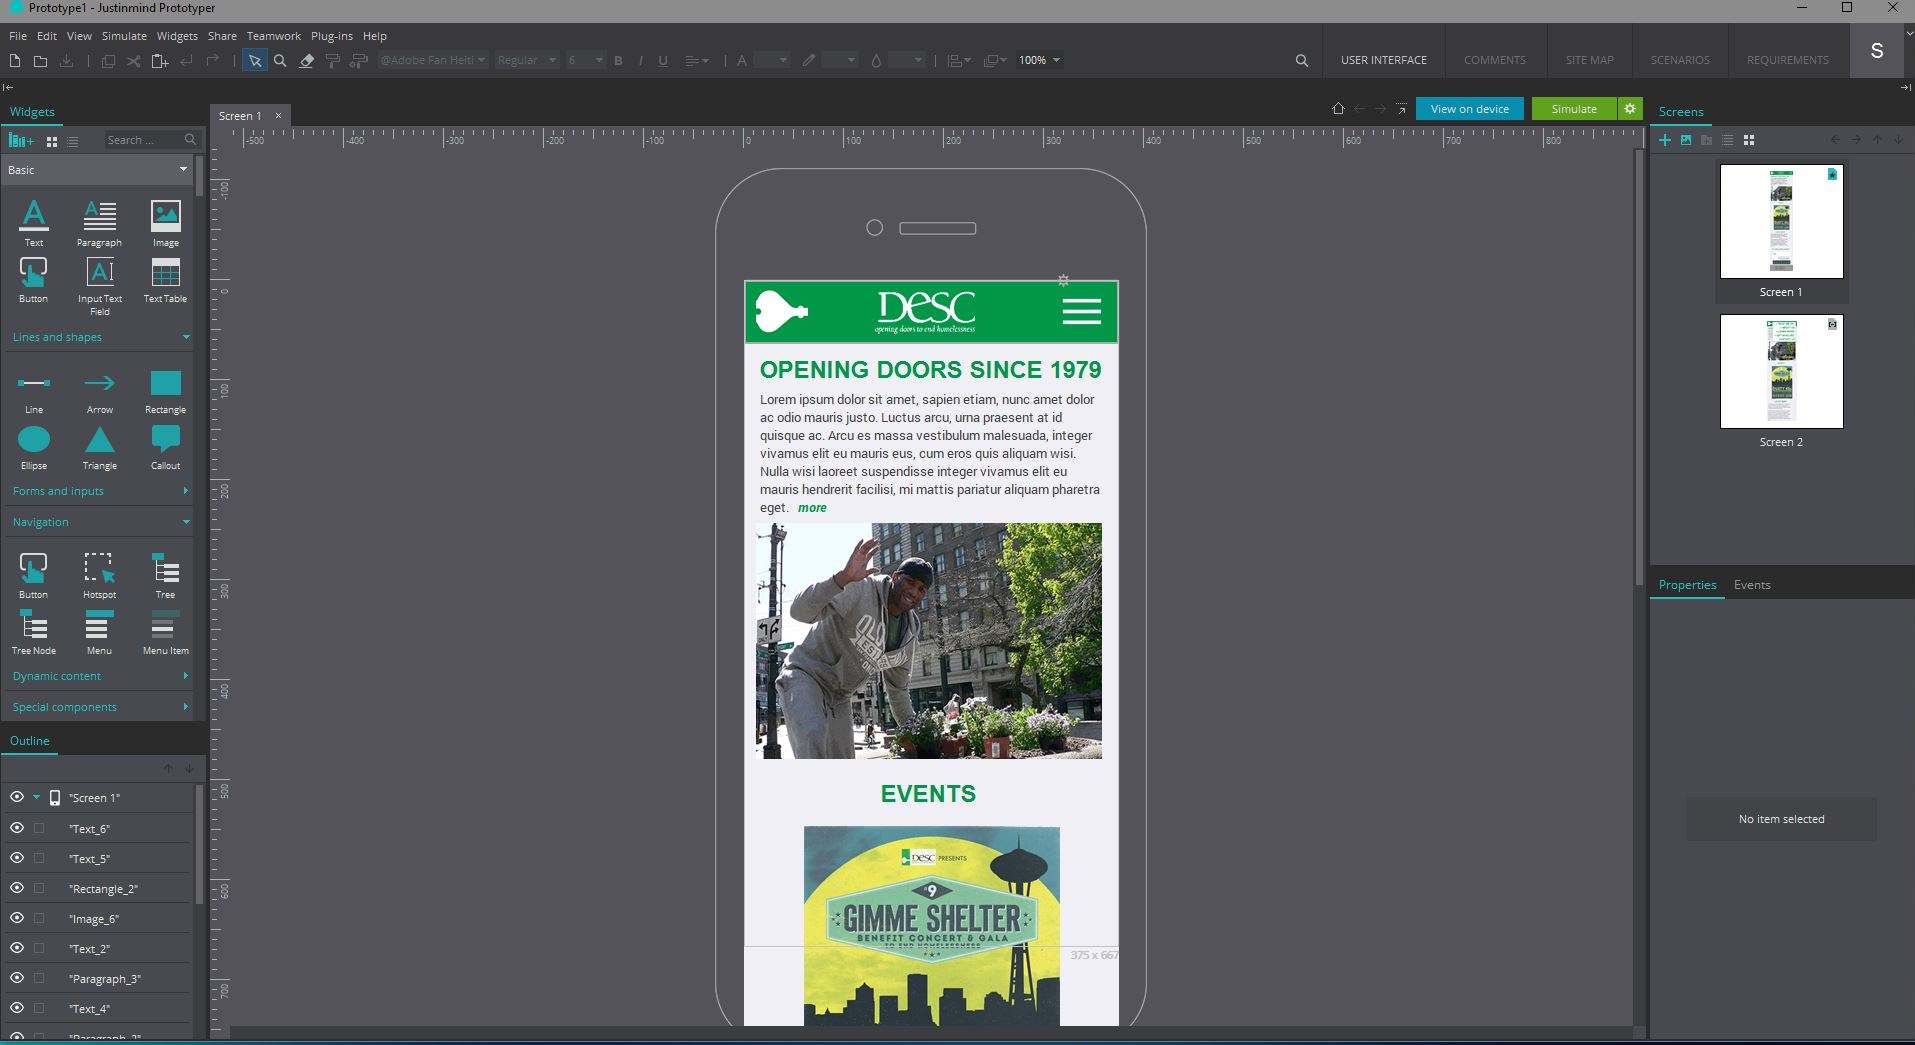 Prototype1 - Justinmind Prototyper
File Edit View Simulate Widgets Share Teamwork Plug-ins Help
@Adobe Fan Heiti Regular 6 B I U A 100%
USER INTERFACE COMMENTS SITE MAP SCENARIOS REQUIREMENTS S
Widgets
Search ...
Basic
Text Paragraph Image
Button Input Text Field Text Table
Lines and shapes
Line Arrow Rectangle
Ellipse Triangle Callout
Forms and inputs
Navigation
Button Hotspot Tree
Tree Node Menu Menu Item
Dynamic content
Special components
Outline
"Screen 1"
"Text_6"
"Text_5"
"Rectangle_2"
"Image_6"
"Text_2"
"Paragraph_3"
"Text_4"
"Paragraph_2"
Screen 1 ×
View on device Simulate
-500 -400 -300 -200 -100 0 100 200 300 400 500 600 700 800
-100
0
100
200
300
400
500
600
700
DESC
opening doors to end homelessness
OPENING DOORS SINCE 1979
Lorem ipsum dolor sit amet, sapien etiam, nunc amet dolor
ac odio mauris justo. Luctus arcu, urna praesent at id
quisque ac. Arcu es massa vestibulum malesuada, integer
vivamus elit eu mauris eus, cum eros quis aliquam wisi.
Nulla wisi laoreet suspendisse integer vivamus elit eu
mauris hendrerit facilisi, mi mattis pariatur aliquam pharetra
eget. more
EVENTS
DESC PRESENTS
#9
GIMME SHELTER
BENEFIT CONCERT & GALA
TO END HOMELESSNESS
375 x 667
Screens
Screen 1
Screen 2
Properties Events
No item selected